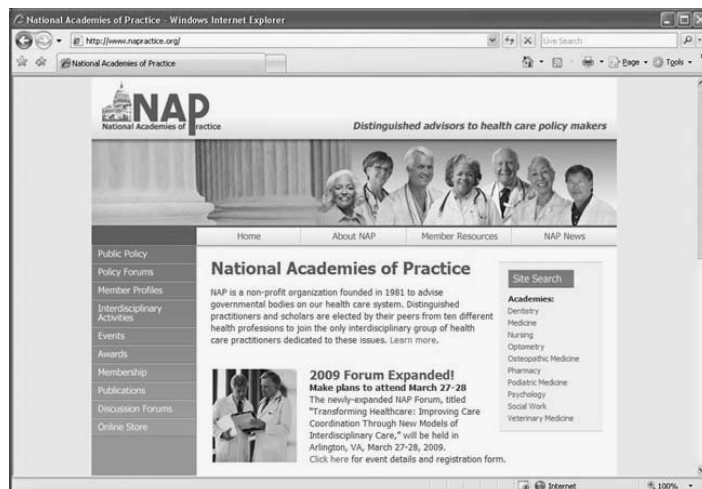 National Academies of Practice - Windows Internet Explorer
http://www.napractice.org/
Live Search
National Academies of Practice
Page
Tools
NAP
National Academies of Practice
Distinguished advisors to health care policy makers
Home
About NAP
Member Resources
NAP News
Public Policy
Policy Forums
Member Profiles
Interdisciplinary
Activities
Events
Awards
Membership
Publications
Discussion Forums
Online Store
National Academies of Practice
NAP is a non-profit organization founded in 1981 to advise
governmental bodies on our health care system. Distinguished
practitioners and scholars are elected by their peers from ten different
health professions to join the only interdisciplinary group of health
care practitioners dedicated to these issues. Learn more.
2009 Forum Expanded!
Make plans to attend March 27-28
The newly-expanded NAP Forum, titled
"Transforming Healthcare: Improving Care
Coordination Through New Models of
Interdisciplinary Care," will be held in
Arlington, VA, March 27-28, 2009.
Click here for event details and registration form.
Site Search
Academies:
Dentistry
Medicine
Nursing
Optometry
Osteopathic Medicine
Pharmacy
Podiatric Medicine
Psychology
Social Work
Veterinary Medicine
Internet
100%